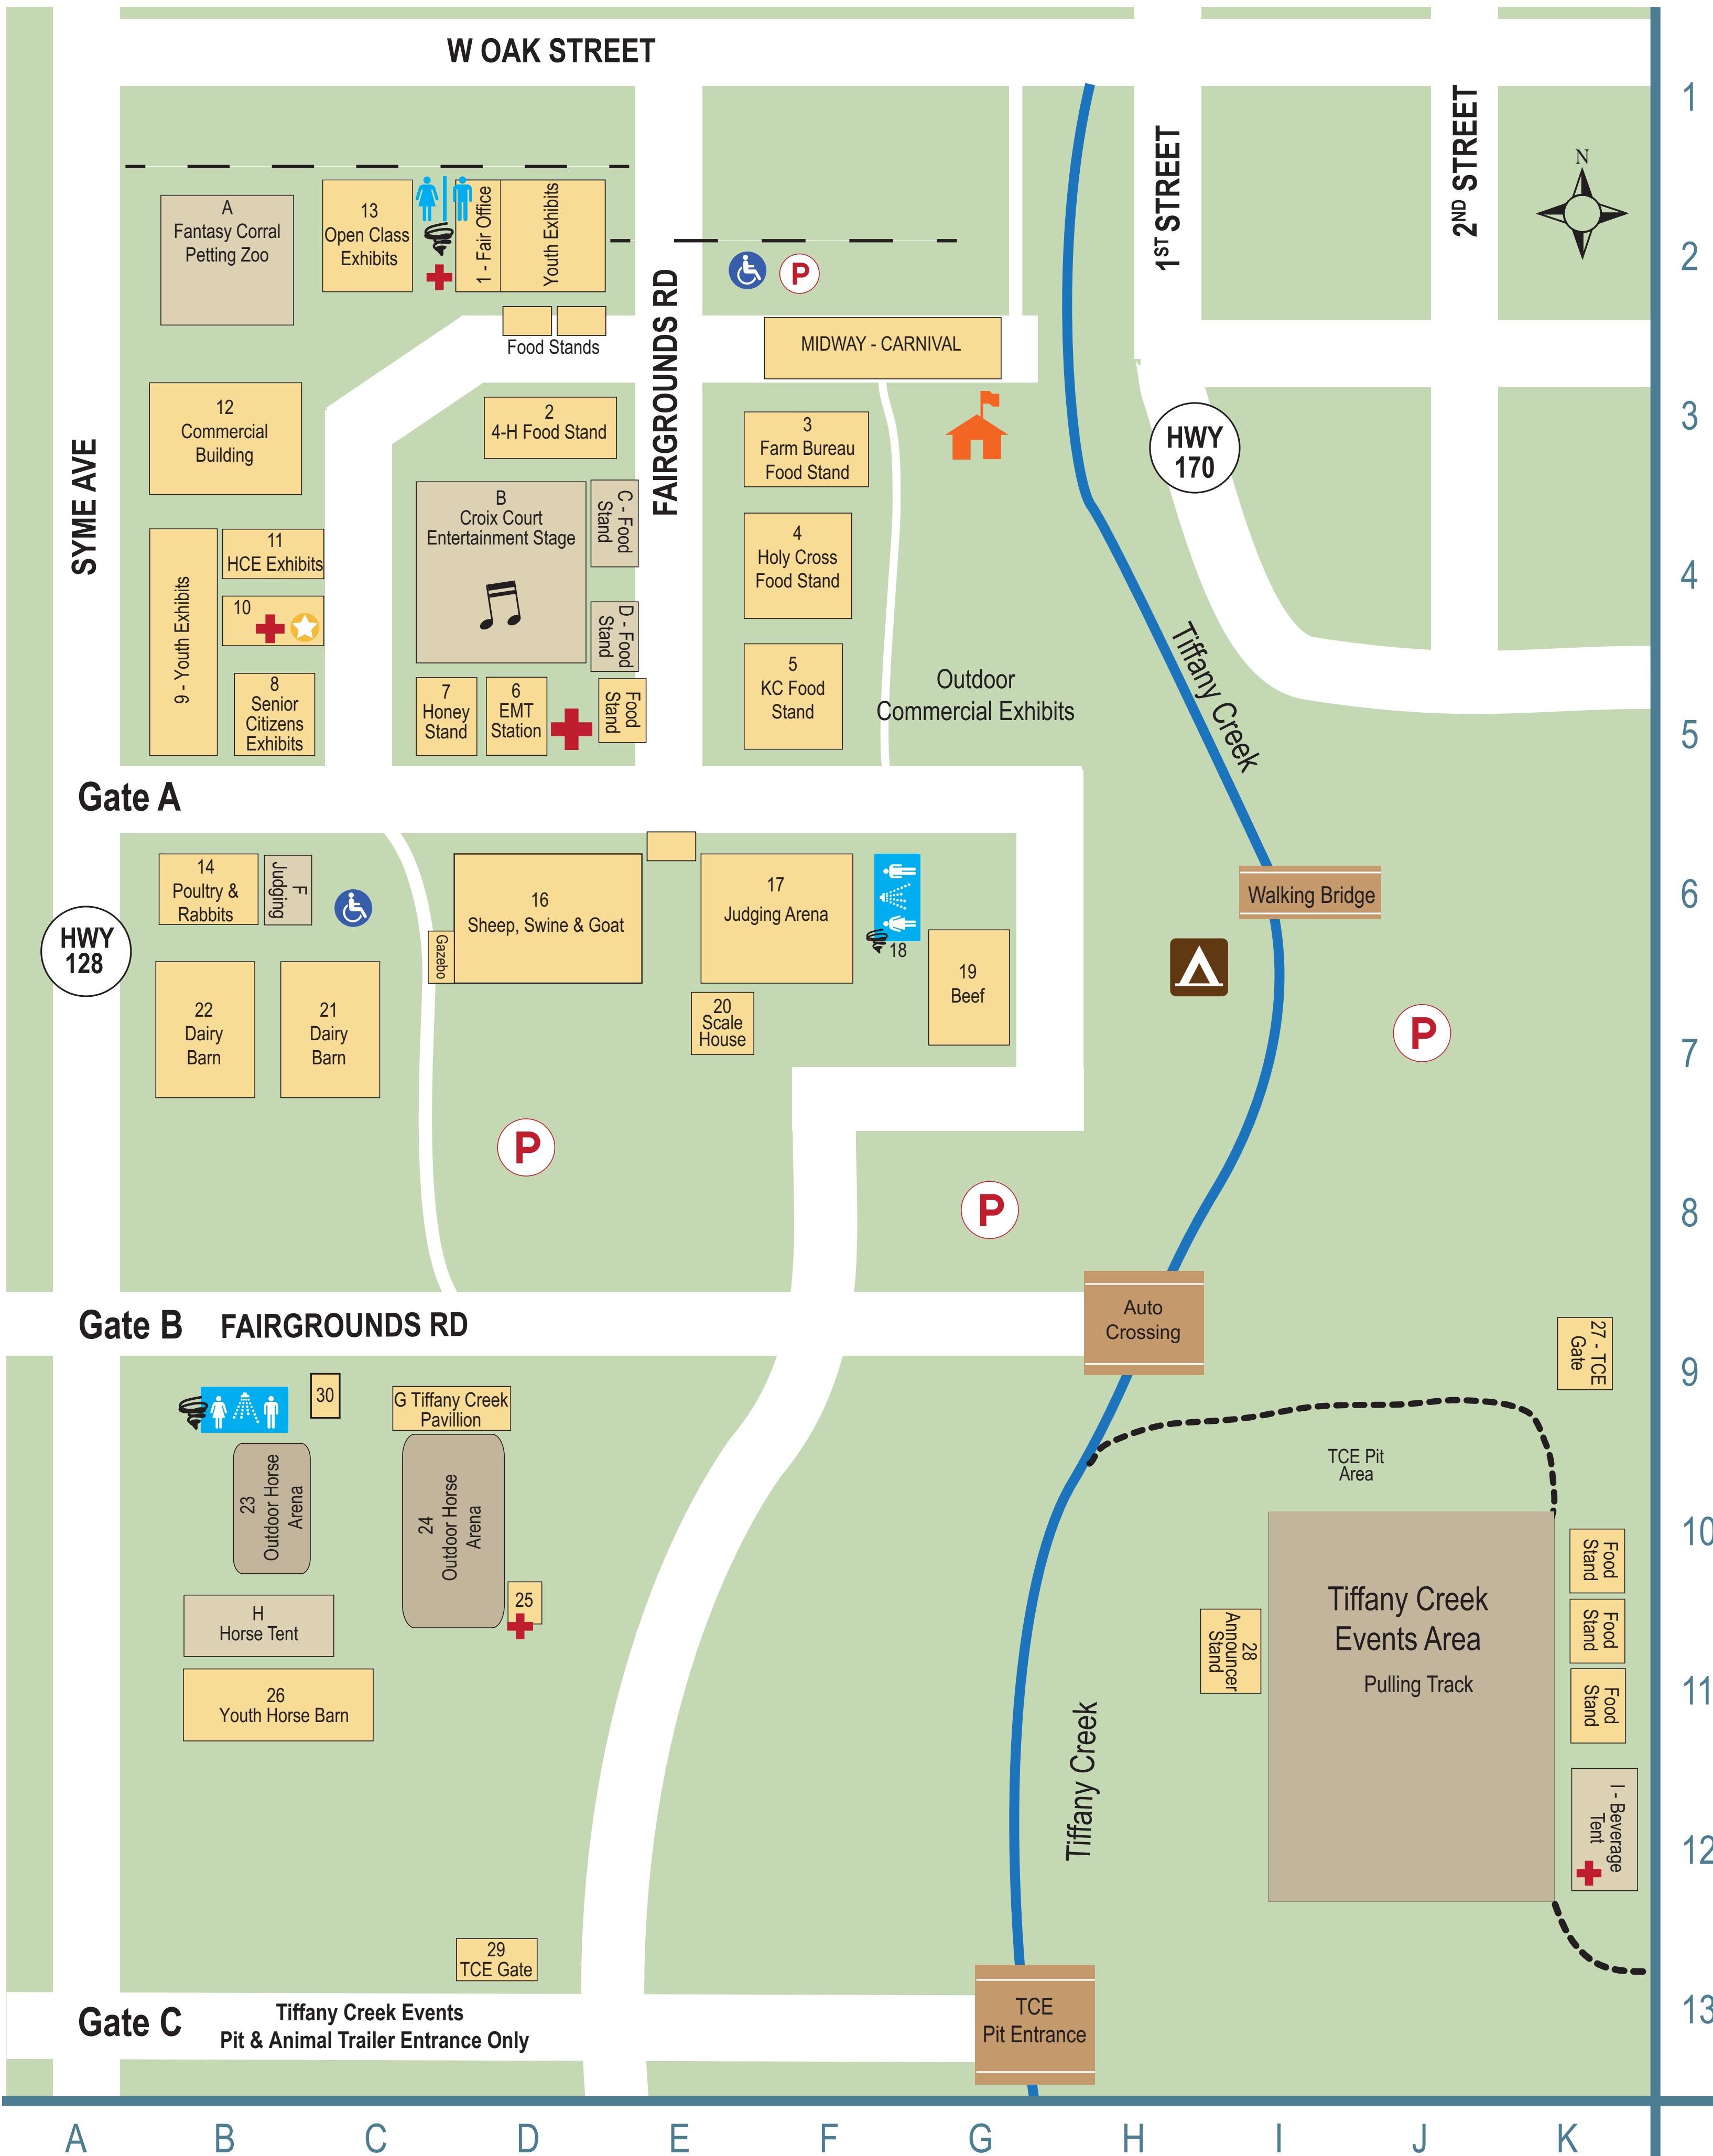 W OAK STREET
1
1ST STREET
2ND STREET
N
A
Fantasy Corral
Petting Zoo
13
Open Class
Exhibits
1 - Fair Office
Youth Exhibits
2
P
FAIRGROUNDS RD
Food Stands
MIDWAY - CARNIVAL
12
Commercial
Building
2
4-H Food Stand
3
Farm Bureau
Food Stand
HWY
170
3
SYME AVE
B
Croix Court
Entertainment Stage
C - Food
Stand
4
Holy Cross
Food Stand
11
HCE Exhibits
4
10
9 - Youth Exhibits
D - Food
Stand
Tiffany Creek
8
Senior
Citizens
Exhibits
7
Honey
Stand
6
EMT
Station
Food
Stand
5
KC Food
Stand
Outdoor
Commercial Exhibits
5
Gate A
14
Poultry &
Rabbits
F
Judging
16
Sheep, Swine & Goat
Gazebo
17
Judging Arena
18
Walking Bridge
6
HWY
128
19
Beef
22
Dairy
Barn
21
Dairy
Barn
20
Scale
House
P
7
P
P
8
Gate B
FAIRGROUNDS RD
Auto
Crossing
27 - TCE
Gate
9
30
G Tiffany Creek
Pavillion
TCE Pit
Area
23
Outdoor Horse
Arena
24
Outdoor Horse
Arena
10
Food
Stand
25
H
Horse Tent
28
Announcer
Stand
Tiffany Creek
Events Area
Pulling Track
Food
Stand
26
Youth Horse Barn
Food
Stand
11
Tiffany Creek
I - Beverage
Tent
12
29
TCE Gate
Gate C
Tiffany Creek Events
Pit & Animal Trailer Entrance Only
TCE
Pit Entrance
13
A B C D E F G H I J K